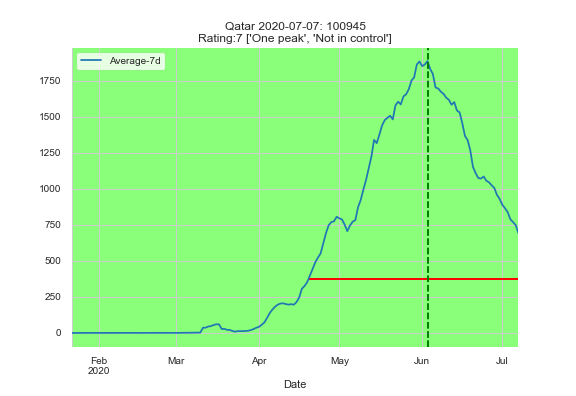 Qatar 2020-07-07: 100945
Rating:7 ['One peak', 'Not in control']
Average-7d
1750
1500
1250
1000
750
500
250
0
Feb Mar Apr May Jun Jul
2020
Date